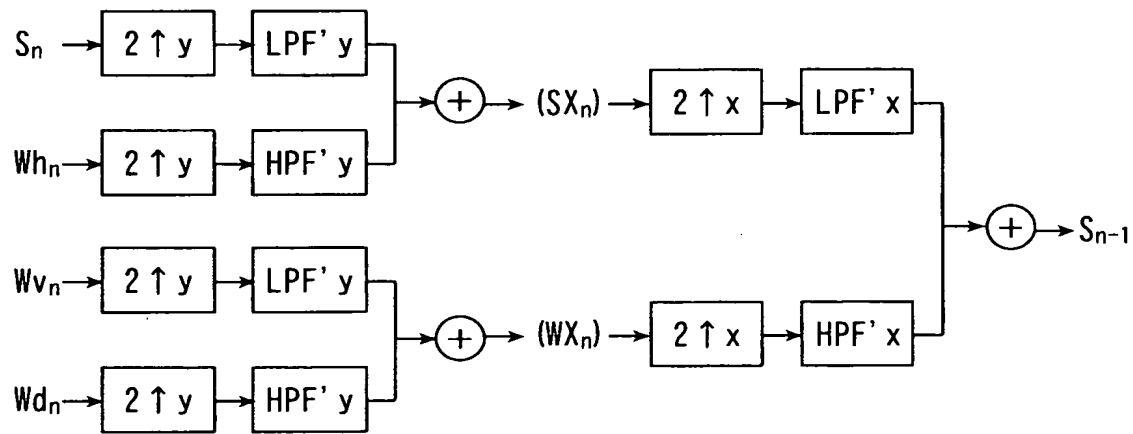 Sn 2↑y LPF' y
(SXn) 2↑x LPF' x
Whn 2↑y HPF' y
Sn-1
Wvn 2↑y LPF' y
(WXn) 2↑x HPF' x
Wdn 2↑y HPF' y